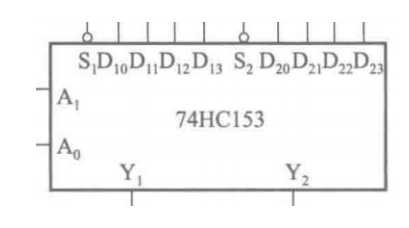 S₁D₁₀D₁₁D₁₂D₁₃ S₂ D₂₀D₂₁D₂₂D₂₃
A₁
74HC153
A₀
Y₁ Y₂